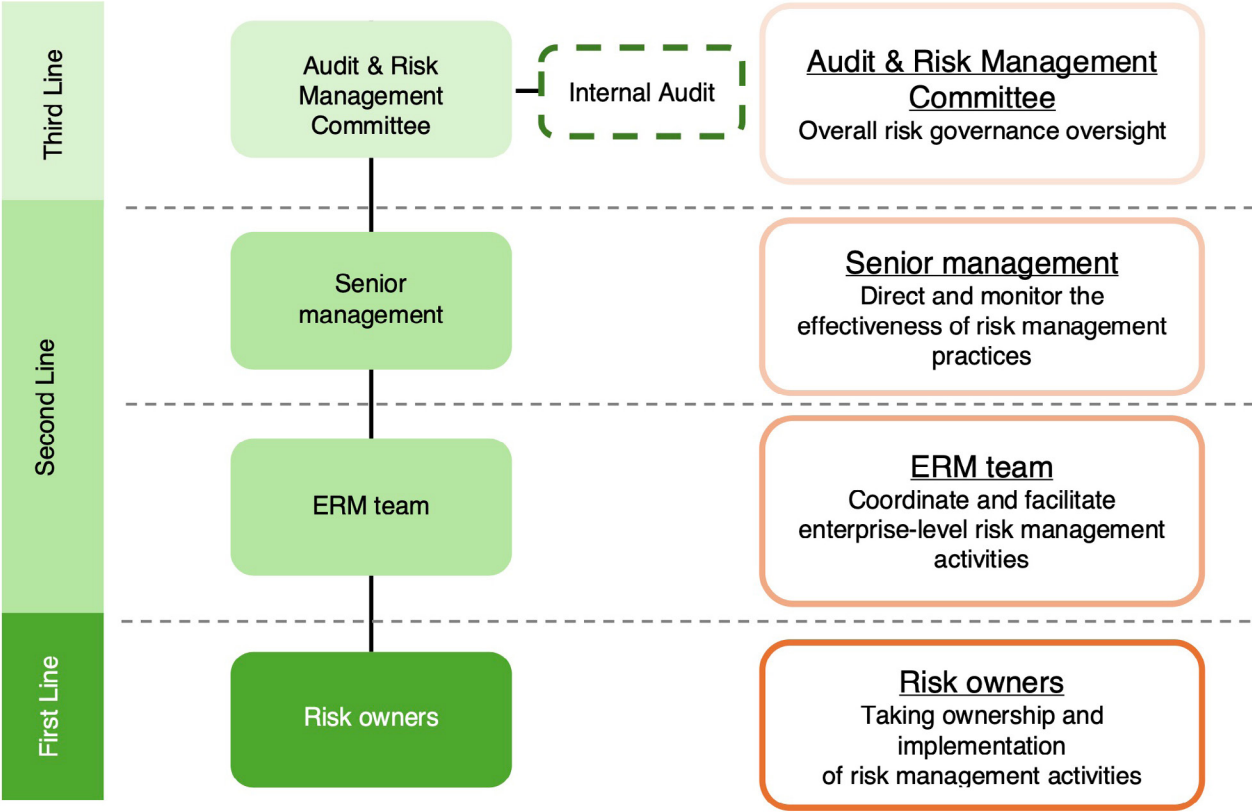 Third Line
Audit & Risk
Management
Committee
Internal Audit
Audit & Risk Management
Committee
Overall risk governance oversight
Second Line
Senior
management
Senior management
Direct and monitor the
effectiveness of risk management
practices
ERM team
ERM team
Coordinate and facilitate
enterprise-level risk management
activities
First Line
Risk owners
Risk owners
Taking ownership and
implementation
of risk management activities